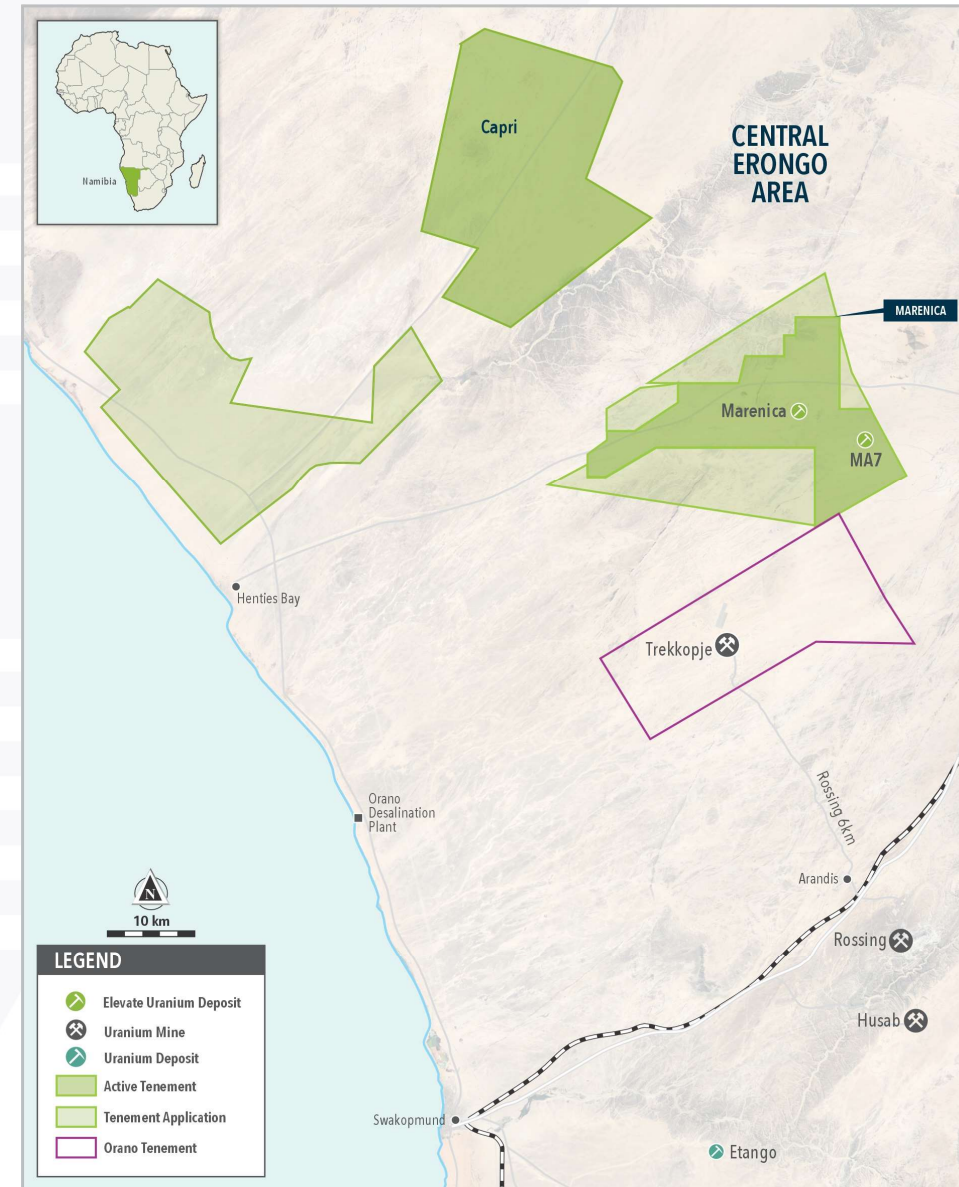 Namibia
Capri
CENTRAL
ERONGO
AREA
MARENICA
Marenica
MA7
Henties Bay
Trekkopje
Orano
Desalination
Plant
Rossing 6km
Arandis
N
10 km
Rossing
Husab
Swakopmund
Etango
LEGEND
Elevate Uranium Deposit
Uranium Mine
Uranium Deposit
Active Tenement
Tenement Application
Orano Tenement